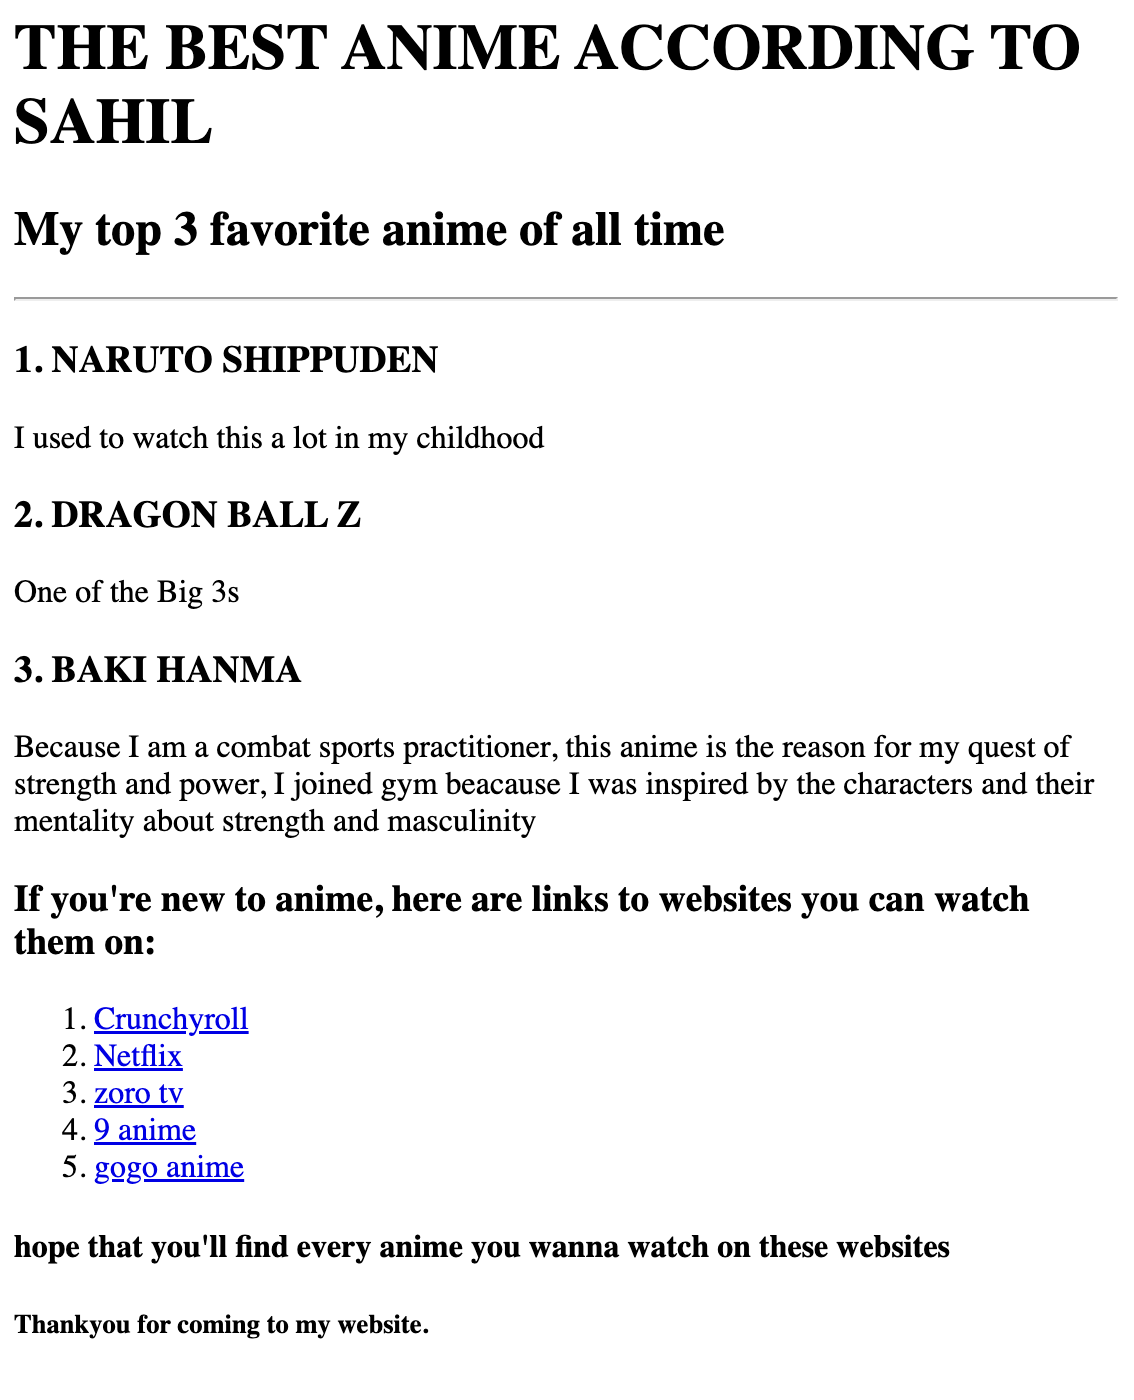 THE BEST ANIME ACCORDING TO
SAHIL
My top 3 favorite anime of all time
1. NARUTO SHIPPUDEN
I used to watch this a lot in my childhood
2. DRAGON BALL Z
One of the Big 3s
3. BAKI HANMA
Because I am a combat sports practitioner, this anime is the reason for my quest of
strength and power, I joined gym beacause I was inspired by the characters and their
mentality about strength and masculinity
If you're new to anime, here are links to websites you can watch
them on:
1. Crunchyroll
2. Netflix
3. zoro tv
4. 9 anime
5. gogo anime
hope that you'll find every anime you wanna watch on these websites
Thankyou for coming to my website.